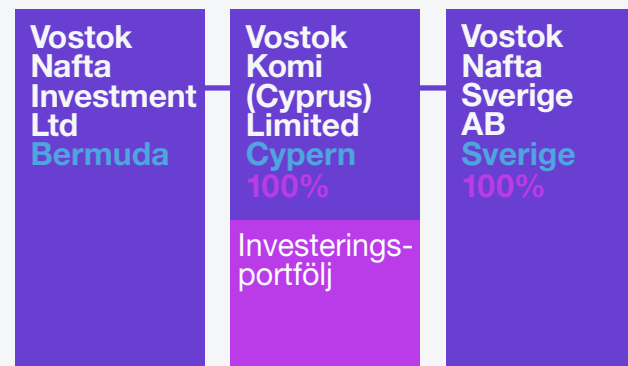 Vostok
Nafta
Investment
Ltd
Bermuda
Vostok
Komi
(Cyprus)
Limited
Cypern
100%
Investerings-
portfölj
Vostok
Nafta
Sverige
AB
Sverige
100%